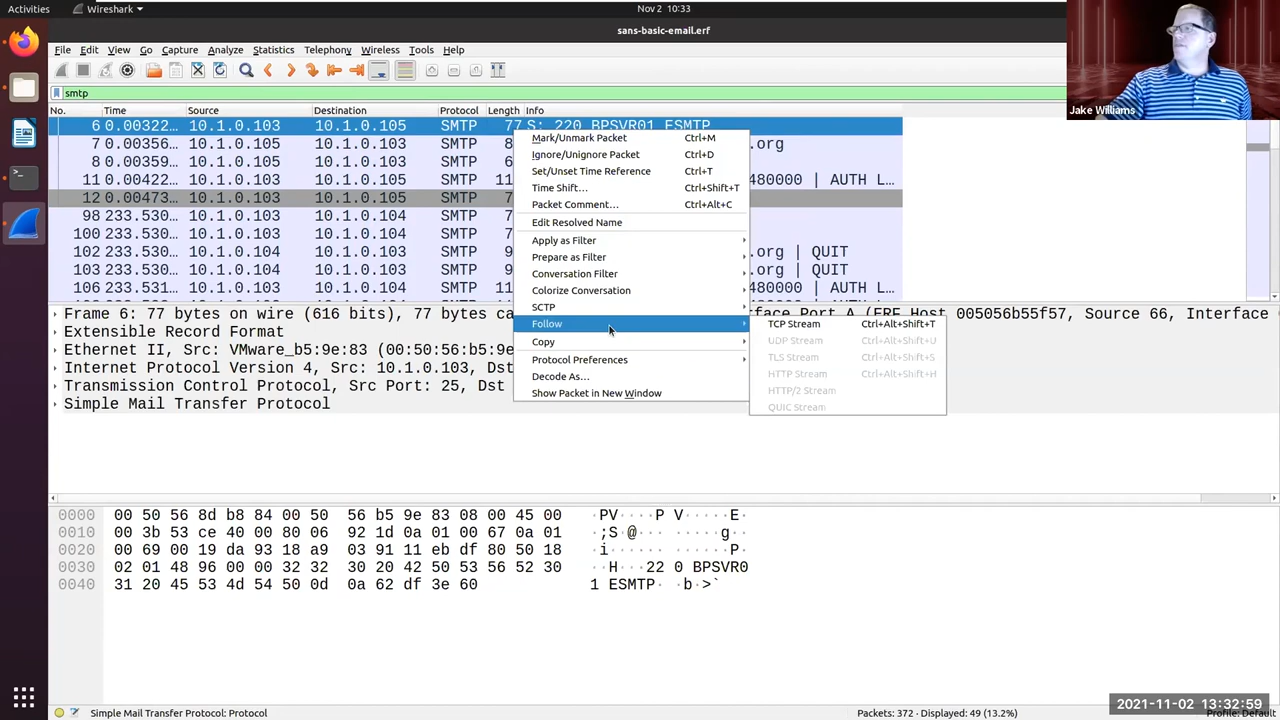 Activities Wireshark Nov 2 10:33
sans-basic-email.erf
File Edit View Go Capture Analyze Statistics Telephony Wireless Tools Help
smtp
No. Time Source Destination Protocol Length Info
6 0.00322… 10.1.0.103 10.1.0.105 SMTP 77 S: 220 BPSVR01 ESMTP
7 0.00356… 10.1.0.105 10.1.0.103 SMTP 8 .org
8 0.00359… 10.1.0.105 10.1.0.103 SMTP 6
11 0.00422… 10.1.0.103 10.1.0.105 SMTP 11 480000 | AUTH L…
12 0.00473… 10.1.0.103 10.1.0.105 SMTP 7
98 233.530… 10.1.0.103 10.1.0.104 SMTP 7
100 233.530… 10.1.0.104 10.1.0.103 SMTP 9
102 233.530… 10.1.0.104 10.1.0.103 SMTP 9 .org | QUIT
103 233.530… 10.1.0.104 10.1.0.103 SMTP 9 .org | QUIT
106 233.530… 10.1.0.103 10.1.0.104 SMTP 11 480000 | AUTH L…
Mark/Unmark Packet Ctrl+M
Ignore/Unignore Packet Ctrl+D
Set/Unset Time Reference Ctrl+T
Time Shift… Ctrl+Shift+T
Packet Comment… Ctrl+Alt+C
Edit Resolved Name
Apply as Filter
Prepare as Filter
Conversation Filter
Colorize Conversation
SCTP
Follow
Copy
Protocol Preferences
Decode As…
Show Packet in New Window
TCP Stream Ctrl+Alt+Shift+T
UDP Stream Ctrl+Alt+Shift+U
TLS Stream Ctrl+Alt+Shift+S
HTTP Stream Ctrl+Alt+Shift+H
HTTP/2 Stream
QUIC Stream
Frame 6: 77 bytes on wire (616 bits), 77 bytes ca Port A (ERF Host 005056b55f57, Source 66, Interface
Extensible Record Format
Ethernet II, Src: VMware_b5:9e:83 (00:50:56:b5:9e
Internet Protocol Version 4, Src: 10.1.0.103, Dst
Transmission Control Protocol, Src Port: 25, Dst
Simple Mail Transfer Protocol
0000 00 50 56 8d b8 84 00 50 56 b5 9e 83 08 00 45 00 ·PV····P V·····E·
0010 00 3b 53 ce 40 00 80 06 92 1d 0a 01 00 67 0a 01 ·;S·@··· ·····g··
0020 00 69 00 19 da 93 18 a9 03 91 11 eb df 80 50 18 ·i······ ······P·
0030 02 01 48 96 00 00 32 32 30 20 42 50 53 56 52 30 ··H···22 0 BPSVR0
0040 31 20 45 53 4d 54 50 0d 0a 62 df 3e 60 1 ESMTP· ·b·>`
Simple Mail Transfer Protocol: Protocol Packets: 372 · Displayed: 49 (13.2%) Profile: Default
Jake Williams
2021-11-02 13:32:59